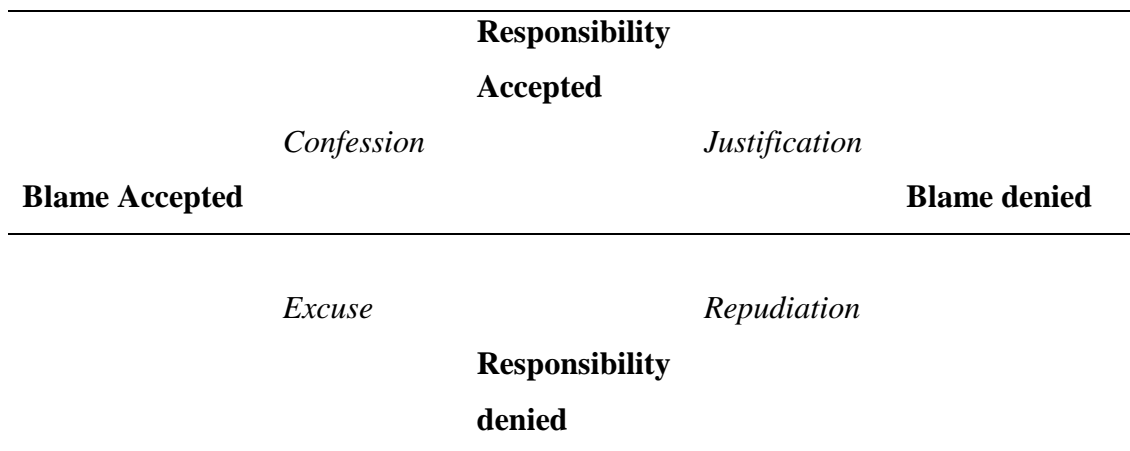 Responsibility
Accepted
Confession Justification
Blame Accepted Blame denied
Excuse Repudiation
Responsibility
denied